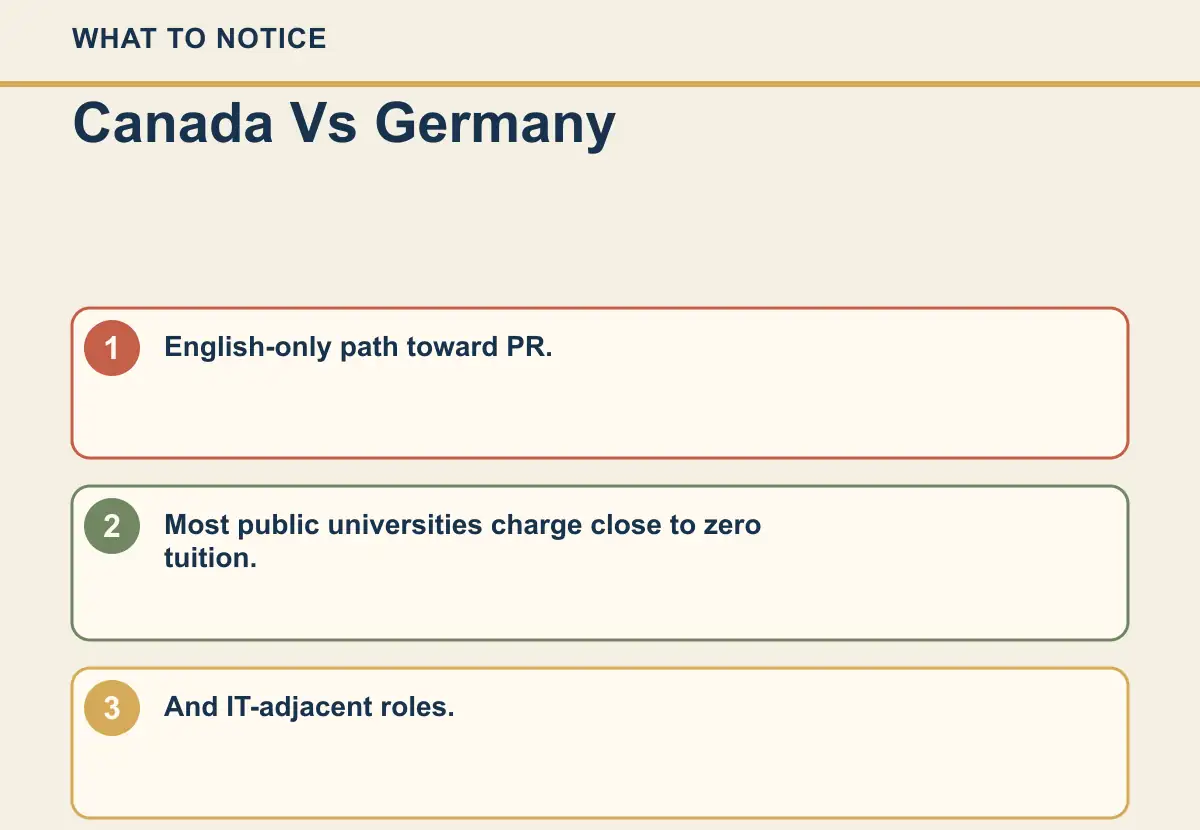 WHAT TO NOTICE
Canada Vs Germany
1
English-only path toward PR.
2
Most public universities charge close to zero
tuition.
3
And IT-adjacent roles.